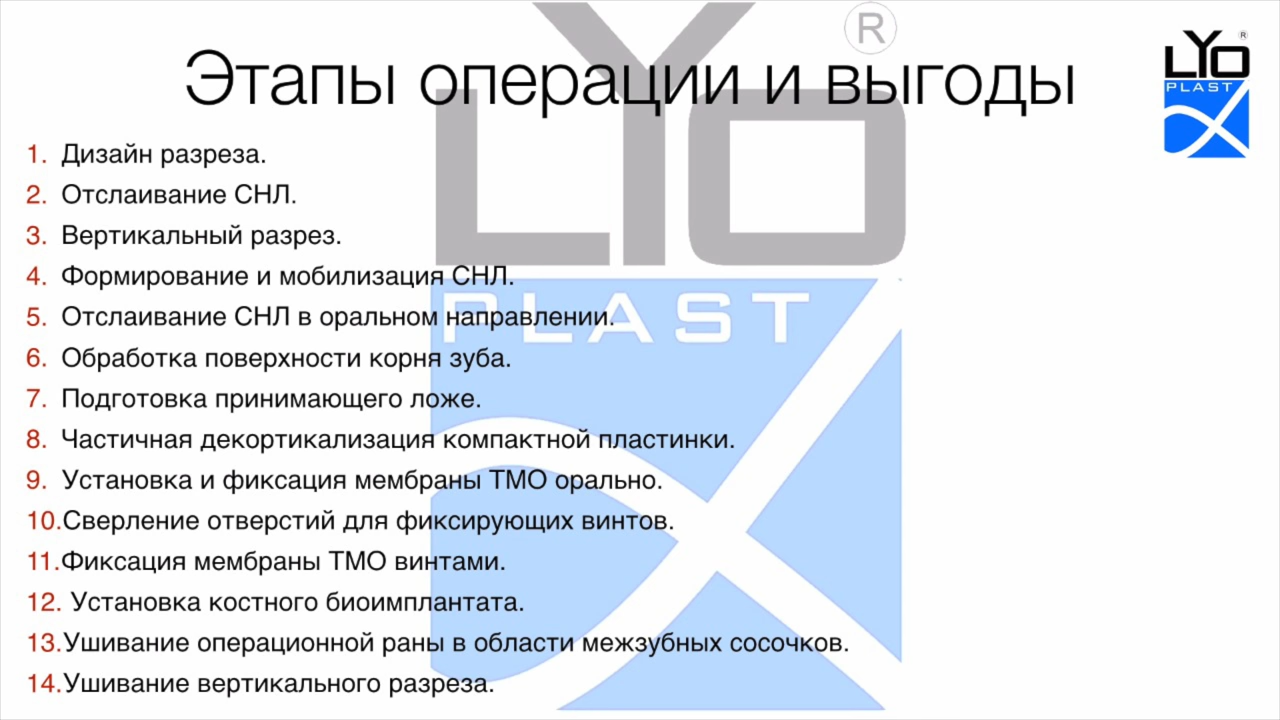 Этапы операции и выгоды
LYO
®
PLAST
LYO
®
PLAST
1. Дизайн разреза.
2. Отслаивание СНЛ.
3. Вертикальный разрез.
4. Формирование и мобилизация СНЛ.
5. Отслаивание СНЛ в оральном направлении.
6. Обработка поверхности корня зуба.
7. Подготовка принимающего ложе.
8. Частичная декортикализация компактной пластинки.
9. Установка и фиксация мембраны ТМО орально.
10.Сверление отверстий для фиксирующих винтов.
11.Фиксация мембраны ТМО винтами.
12. Установка костного биоимплантата.
13.Ушивание операционной раны в области межзубных сосочков.
14.Ушивание вертикального разреза.